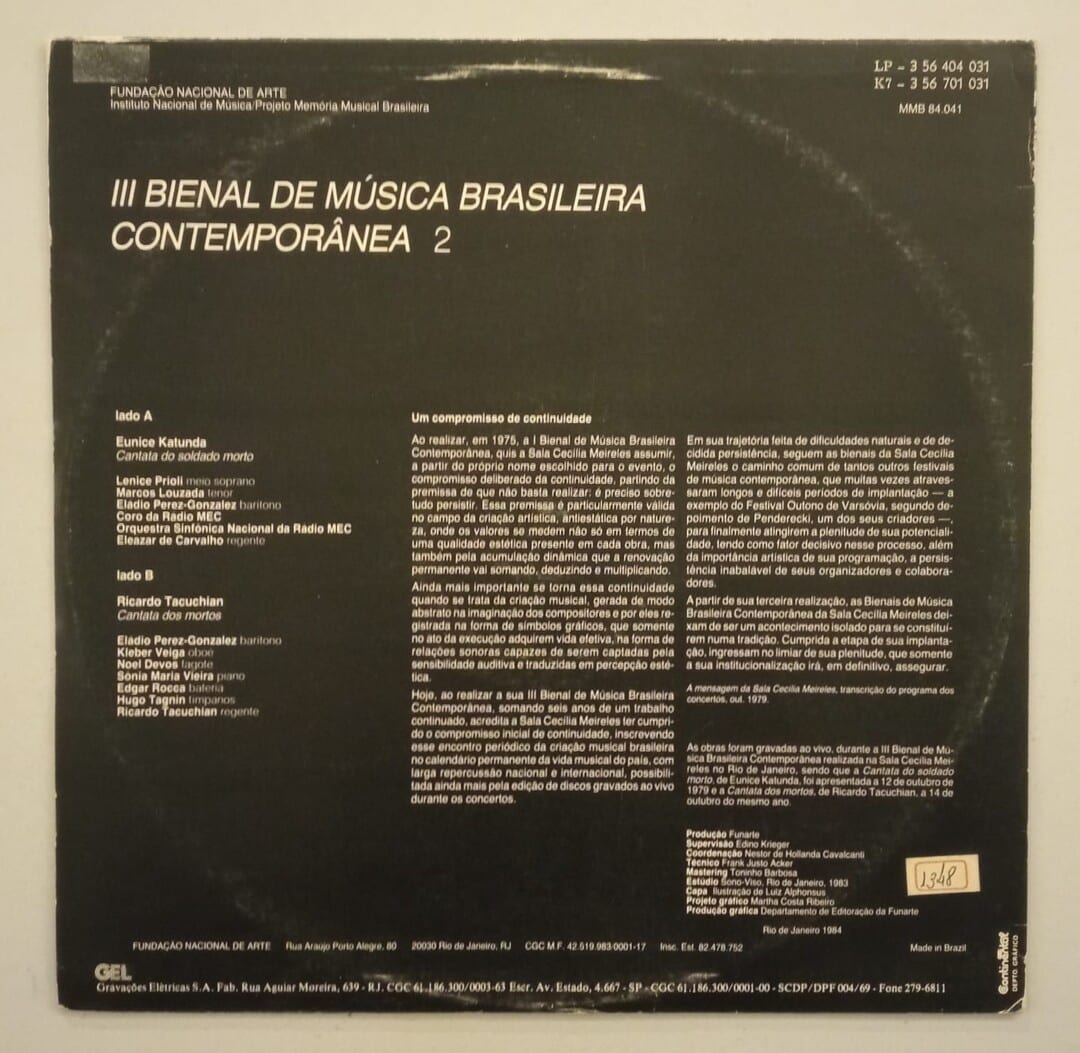 FUNDAÇÃO NACIONAL DE ARTE
Instituto Nacional de Música/Projeto Memória Musical Brasileira
LP - 3 56 404 031
K7 - 3 56 701 031
MMB 84.041
III BIENAL DE MÚSICA BRASILEIRA
CONTEMPORÂNEA 2
lado A
Eunice Katunda
Cantata do soldado morto
Lenice Prioli meio soprano
Marcos Louzada tenor
Eládio Perez-Gonzalez barítono
Coro da Rádio MEC
Orquestra Sinfônica Nacional da Rádio MEC
Eleazar de Carvalho regente
lado B
Ricardo Tacuchian
Cantata dos mortos
Eládio Perez-Gonzalez barítono
Kleber Veiga oboé
Noel Devos fagote
Sonia Maria Vieira piano
Edgar Rocca bateria
Hugo Tagnin tímpanos
Ricardo Tacuchian regente
Um compromisso de continuidade
Ao realizar, em 1975, a I Bienal de Música Brasileira
Contemporânea, quis a Sala Cecília Meireles assumir,
a partir do próprio nome escolhido para o evento, o
compromisso deliberado da continuidade, partindo da
premissa de que não basta realizar: é preciso sobre-
tudo persistir. Essa premissa é particularmente válida
no campo da criação artística, antiestática por nature-
za, onde os valores se medem não só em termos de
uma qualidade estética presente em cada obra, mas
também pela acumulação dinâmica que a renovação
permanente vai somando, deduzindo e multiplicando.
Ainda mais importante se torna essa continuidade
quando se trata da criação musical, gerada de modo
abstrato na imaginação dos compositores e por eles re-
gistrada na forma de símbolos gráficos, que somente
no ato da execução adquirem vida efetiva, na forma de
relações sonoras capazes de serem captadas pela
sensibilidade auditiva e traduzidas em percepção esté-
tica.
Hoje, ao realizar a sua III Bienal de Música Brasileira
Contemporânea, somando seis anos de um trabalho
continuado, acredita a Sala Cecília Meireles ter cumpri-
do o compromisso inicial de continuidade, inscrevendo
esse encontro periódico da criação musical brasileira
no calendário permanente da vida musical do país, com
larga repercussão nacional e internacional, possibili-
tada ainda mais pela edição de discos gravados ao vivo
durante os concertos.
Em sua trajetória feita de dificuldades naturais e de de-
cidida persistência, seguem as bienais da Sala Cecília
Meireles o caminho comum de tantos outros festivais
de música contemporânea, que muitas vezes atraves-
saram longos e difíceis períodos de implantação — a
exemplo do Festival Outono de Varsóvia, segundo de-
poimento de Penderecki, um dos seus criadores —,
para finalmente atingirem a plenitude de sua potenciali-
dade, tendo como fator decisivo nesse processo, além
da importância artística de sua programação, a persis-
tência inabalável de seus organizadores e colabora-
dores.
A partir de sua terceira realização, as Bienais de Música
Brasileira Contemporânea da Sala Cecília Meireles dei-
xam de ser um acontecimento isolado para se constituí-
rem numa tradição. Cumprida a etapa de sua implanta-
ção, ingressam no limiar de sua plenitude, que somente
a sua institucionalização irá, em definitivo, assegurar.
A mensagem da Sala Cecília Meireles, transcrição do programa dos
concertos, out. 1979.
As obras foram gravadas ao vivo, durante a III Bienal de Mú-
sica Brasileira Contemporânea realizada na Sala Cecília Mei-
reles no Rio de Janeiro, sendo que a Cantata do soldado
morto, de Eunice Katunda, foi apresentada a 12 de outubro de
1979 e a Cantata dos mortos, de Ricardo Tacuchian, a 14 de
outubro do mesmo ano.
Produção Funarte
Supervisão Edino Krieger
Coordenação Nestor de Hollanda Cavalcanti
Técnico Frank Justo Acker
Mastering Toninho Barbosa
Estúdio Sono-Viso, Rio de Janeiro, 1983
Capa Ilustração de Luiz Alphonsus
Projeto gráfico Martha Costa Ribeiro
Produção gráfica Departamento de Editoração da Funarte
Rio de Janeiro 1984
1348
FUNDAÇÃO NACIONAL DE ARTE Rua Araújo Porto Alegre, 80 20030 Rio de Janeiro, RJ CGC M.F. 42.519.983/0001-17 Insc. Est. 82.478.752 Made in Brazil
GEL
Gravações Elétricas S.A. Fab. Rua Aguiar Moreira, 639 - RJ. CGC 61.186.300/0003-63 Escr. Av. Estado, 4.667 - SP - CGC 61.186.300/0001-00 - SCDP/DPF 004/69 - Fone 279-6811
Continental
DEPTO. GRÁFICO